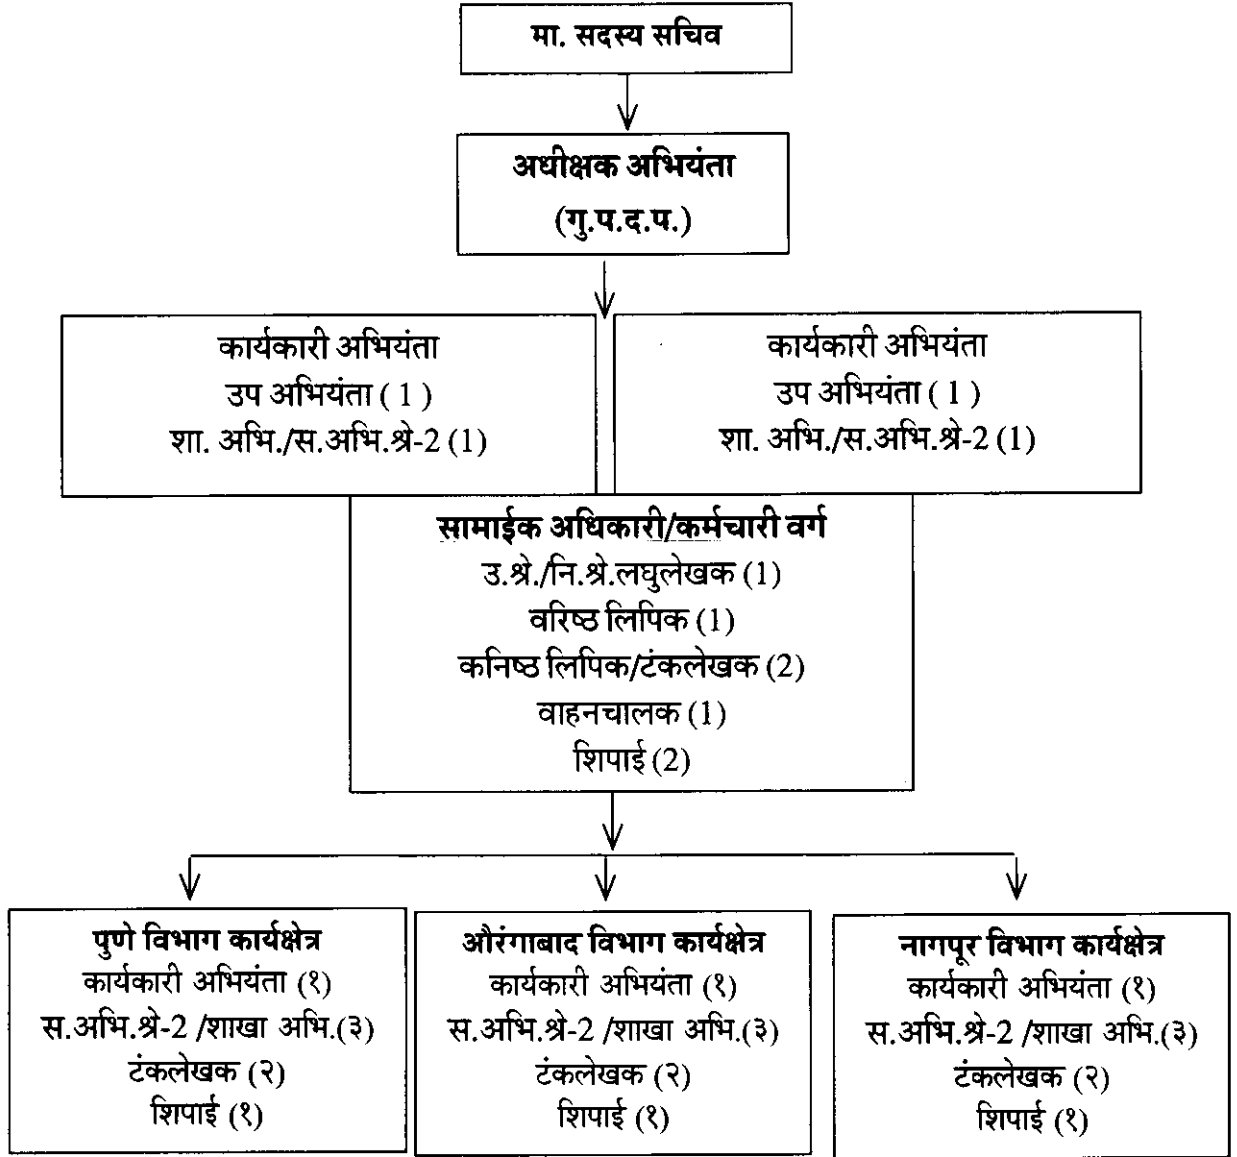 मा. सदस्य सचिव
अधीक्षक अभियंता
(गु.प.द.प.)
कार्यकारी अभियंता
उप अभियंता ( 1 )
शा. अभि./स.अभि.श्रे-2 (1)
कार्यकारी अभियंता
उप अभियंता ( 1 )
शा. अभि./स.अभि.श्रे-2 (1)
सामाईक अधिकारी/कर्मचारी वर्ग
उ.श्रे./नि.श्रे.लघुलेखक (1)
वरिष्ठ लिपिक (1)
कनिष्ठ लिपिक/टंकलेखक (2)
वाहनचालक (1)
शिपाई (2)
पुणे विभाग कार्यक्षेत्र
कार्यकारी अभियंता (१)
स.अभि.श्रे-2 /शाखा अभि.(३)
टंकलेखक (२)
शिपाई (१)
औरंगाबाद विभाग कार्यक्षेत्र
कार्यकारी अभियंता (१)
स.अभि.श्रे-2 /शाखा अभि.(३)
टंकलेखक (२)
शिपाई (१)
नागपूर विभाग कार्यक्षेत्र
कार्यकारी अभियंता (१)
स.अभि.श्रे-2 /शाखा अभि.(३)
टंकलेखक (२)
शिपाई (१)